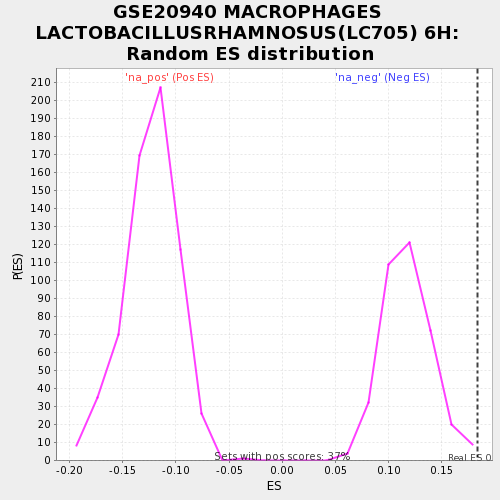 GSE20940 MACROPHAGES
LACTOBACILLUSRHAMNOSUS(LC705) 6H:
Random ES distribution
'na_pos' (Pos ES) 'na_neg' (Neg ES)
210
200
190
180
170
160
150
140
130
120
110
100
90
80
70
60
50
40
30
20
10
0
P(ES)
Sets with pos scores: 37%
Real ES 0
-0.20 -0.15 -0.10 -0.05 0.00 0.05 0.10 0.15
ES